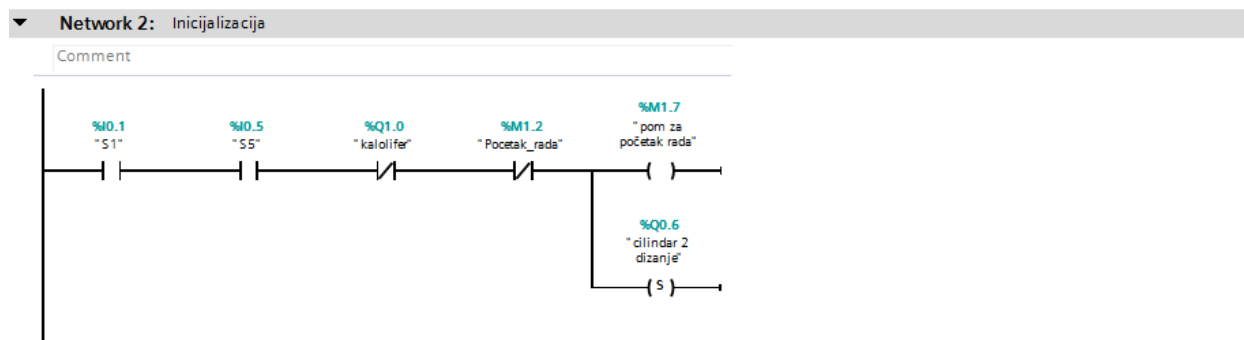 Network 2: Inicijalizacija
Comment
%I0.1
"S1"
%I0.5
"S5"
%Q1.0
"kalolifer"
%M1.2
"Pocetak_rada"
%M1.7
"pom za
početak rada"
%Q0.6
"cilindar 2
dizanje"
S